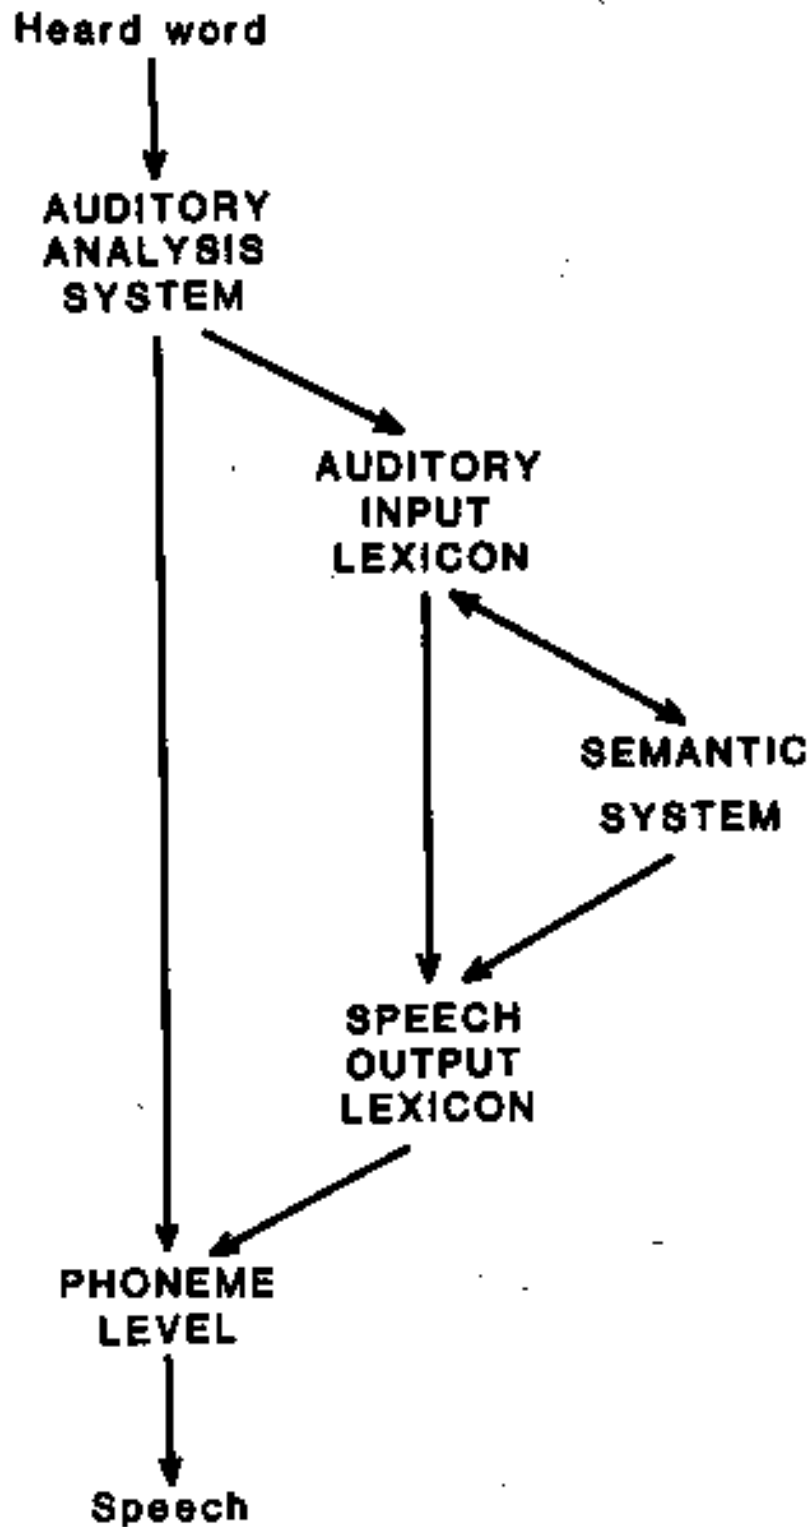 Heard word
AUDITORY
ANALYSIS
SYSTEM
AUDITORY
INPUT
LEXICON
SEMANTIC
SYSTEM
SPEECH
OUTPUT
LEXICON
PHONEME
LEVEL
Speech